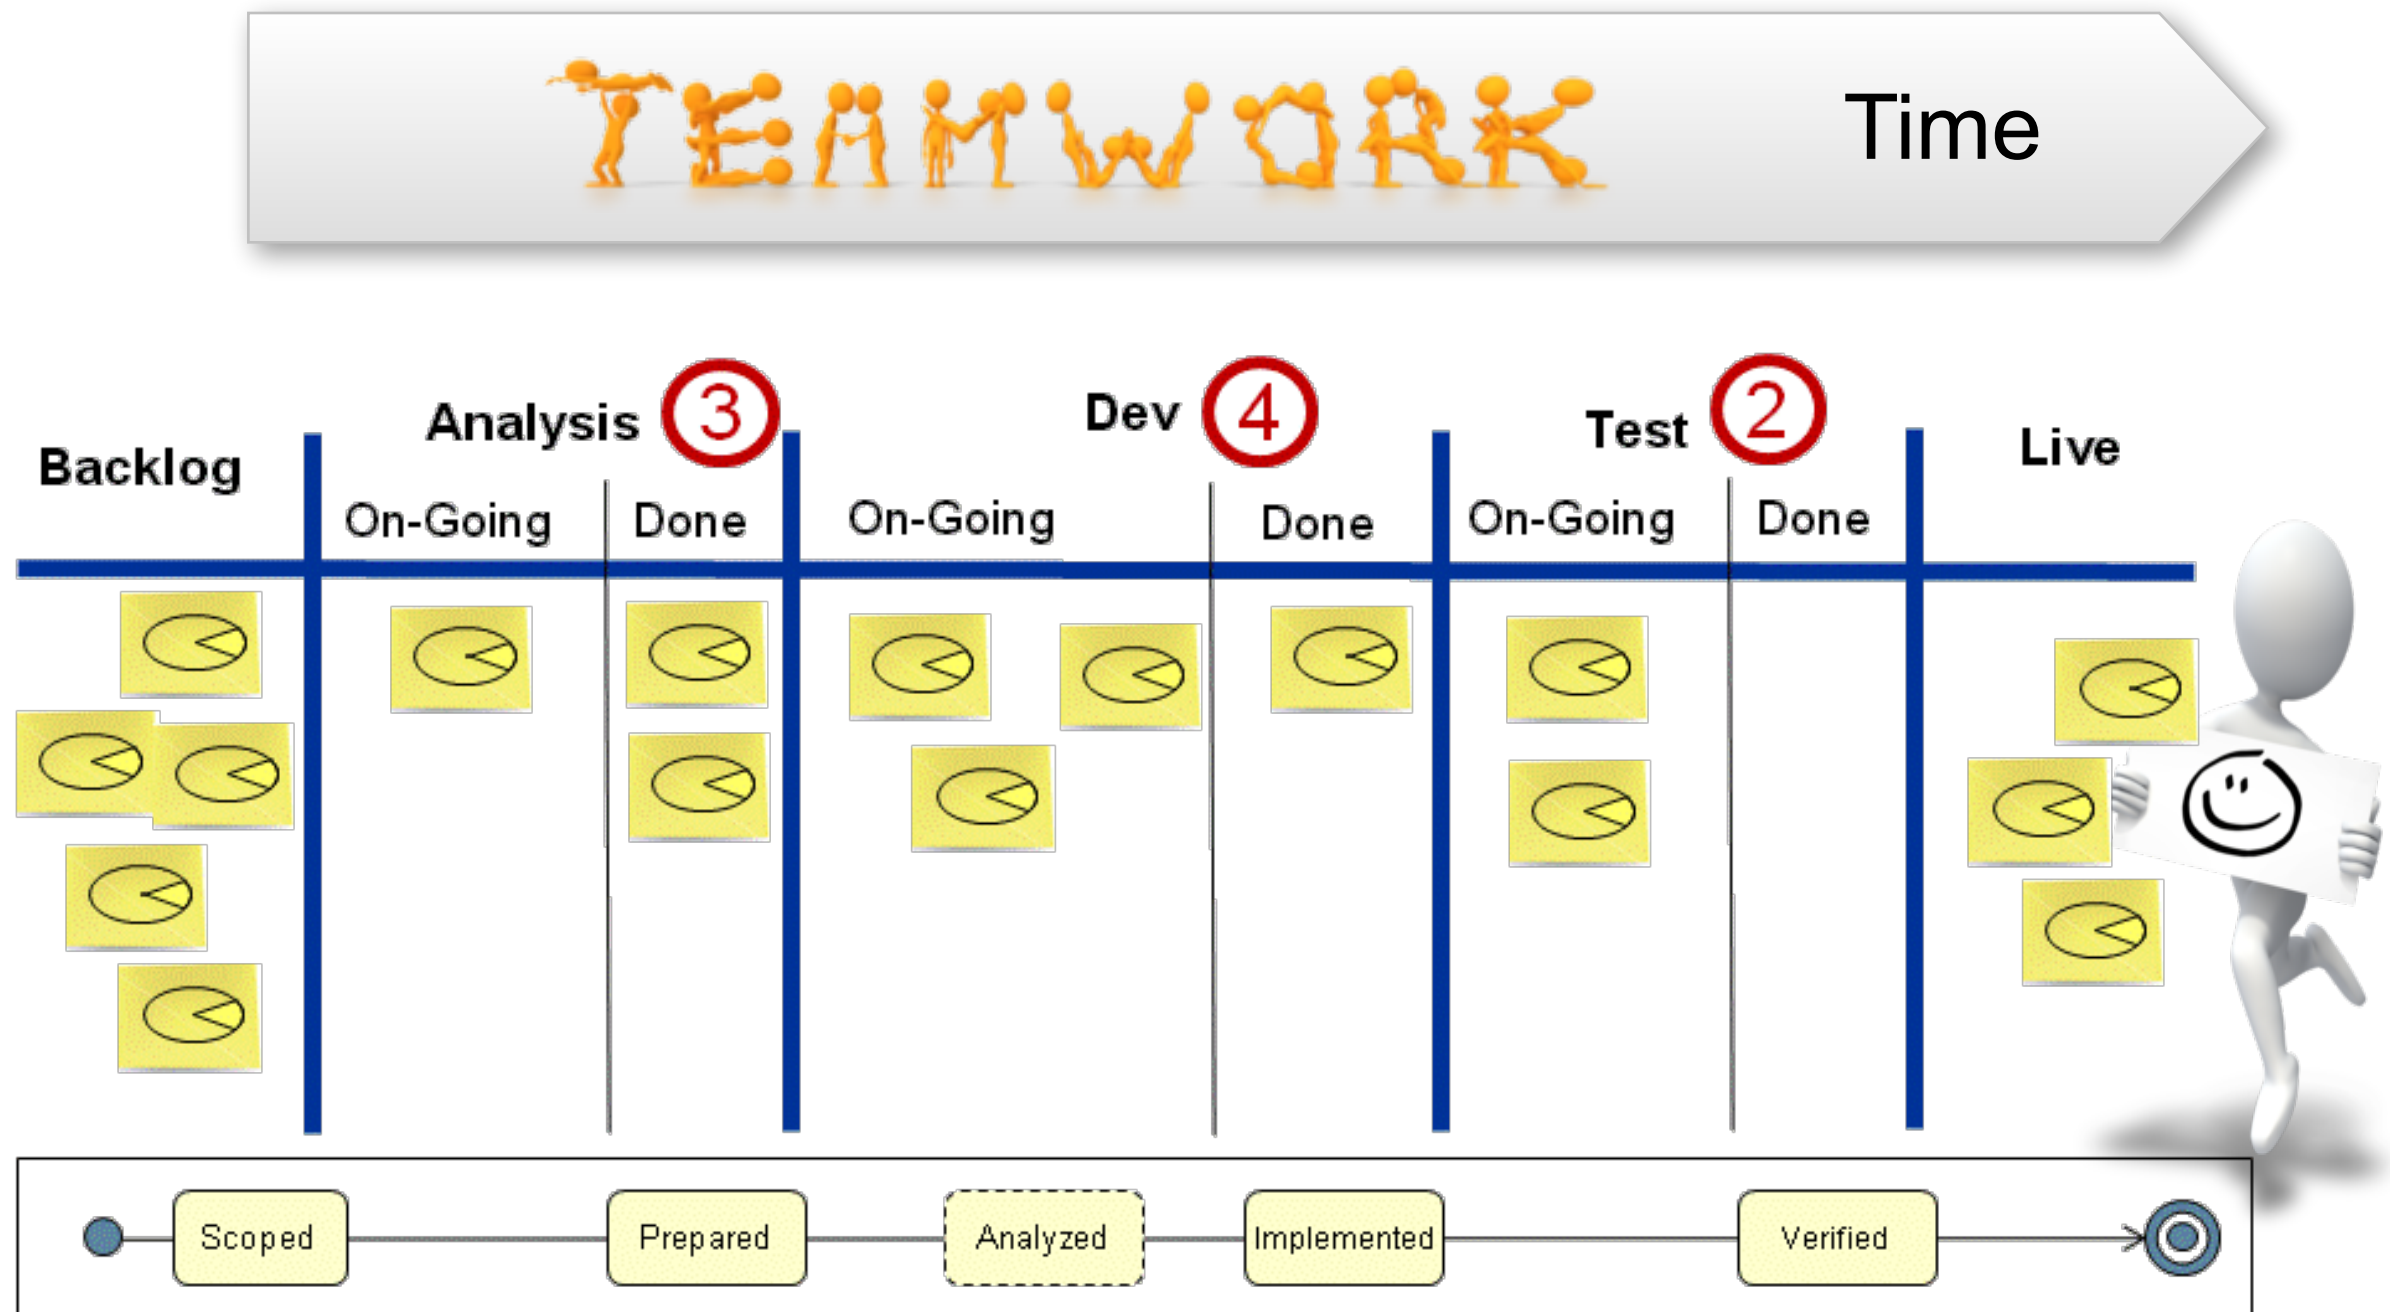 TEAMWORK Time
Analysis 3 Dev 4 Test 2
Backlog Live
On-Going Done On-Going Done On-Going Done
Scoped Prepared Analyzed Implemented Verified